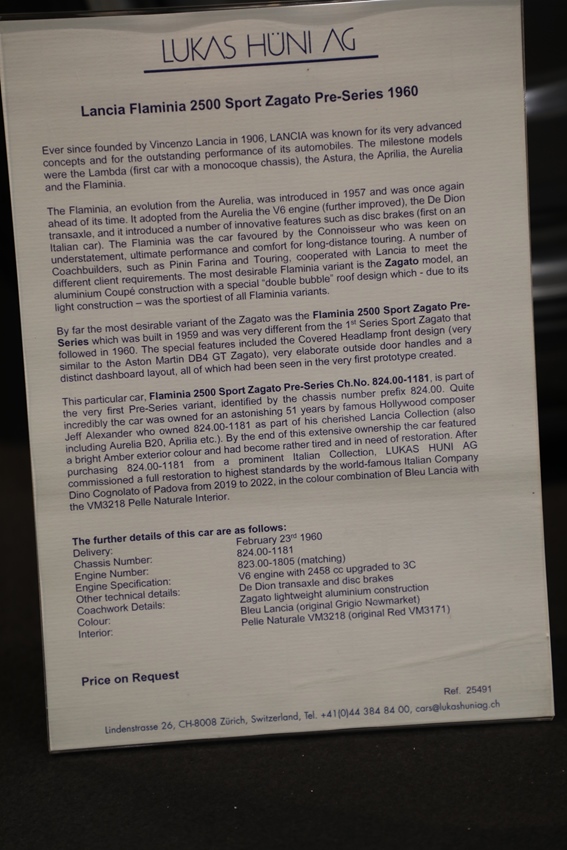 LUKAS HÜNI AG
Lancia Flaminia 2500 Sport Zagato Pre-Series 1960
Ever since founded by Vincenzo Lancia in 1906, LANCIA was known for its very advanced
concepts and for the outstanding performance of its automobiles. The milestone models
were the Lambda (first car with a monocoque chassis), the Astura, the Aprilia, the Aurelia
and the Flaminia.
The Flaminia, an evolution from the Aurelia, was introduced in 1957 and was once again
ahead of its time. It adopted from the Aurelia the V6 engine (further improved), the De Dion
transaxle, and it introduced a number of innovative features such as disc brakes (first on an
Italian car). The Flaminia was the car favoured by the Connoisseur who was keen on
understatement, ultimate performance and comfort for long-distance touring. A number of
Coachbuilders, such as Pinin Farina and Touring, cooperated with Lancia to meet the
different client requirements. The most desirable Flaminia variant is the Zagato model, an
aluminium Coupé construction with a special “double bubble” roof design which - due to its
light construction – was the sportiest of all Flaminia variants.
By far the most desirable variant of the Zagato was the Flaminia 2500 Sport Zagato Pre-
Series which was built in 1959 and was very different from the 1st Series Sport Zagato that
followed in 1960. The special features included the Covered Headlamp front design (very
similar to the Aston Martin DB4 GT Zagato), very elaborate outside door handles and a
distinct dashboard layout, all of which had been seen in the very first prototype created.
This particular car, Flaminia 2500 Sport Zagato Pre-Series Ch.No. 824.00-1181, is part of
the very first Pre-Series variant, identified by the chassis number prefix 824.00. Quite
incredibly the car was owned for an astonishing 51 years by famous Hollywood composer
Jeff Alexander who owned 824.00-1181 as part of his cherished Lancia Collection (also
including Aurelia B20, Aprilia etc.). By the end of this extensive ownership the car featured
a bright Amber exterior colour and had become rather tired and in need of restoration. After
purchasing 824.00-1181 from a prominent Italian Collection, LUKAS HUNI AG
commissioned a full restoration to highest standards by the world-famous Italian Company
Dino Cognolato of Padova from 2019 to 2022, in the colour combination of Bleu Lancia with
the VM3218 Pelle Naturale Interior.
The further details of this car are as follows:
Delivery: February 23rd 1960
Chassis Number: 824.00-1181
Engine Number: 823.00-1805 (matching)
Engine Specification: V6 engine with 2458 cc upgraded to 3C
Other technical details: De Dion transaxle and disc brakes
Coachwork Details: Zagato lightweight aluminium construction
Colour: Bleu Lancia (original Grigio Newmarket)
Interior: Pelle Naturale VM3218 (original Red VM3171)
Price on Request
Ref. 25491
Lindenstrasse 26, CH-8008 Zürich, Switzerland, Tel. +41(0)44 384 84 00, cars@lukashuniag.ch